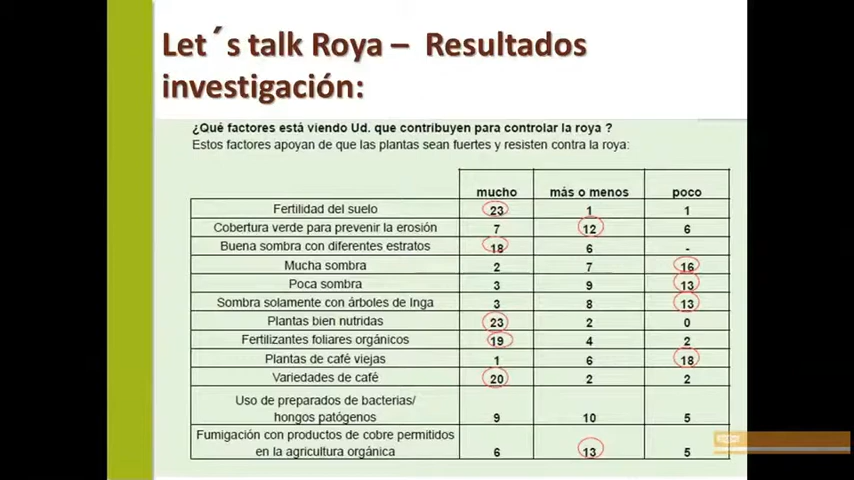 Let´s talk Roya – Resultados
investigación:
¿Qué factores está viendo Ud. que contribuyen para controlar la roya ?
Estos factores apoyan de que las plantas sean fuertes y resisten contra la roya:
mucho más o menos poco
Fertilidad del suelo 23 1 1
Cobertura verde para prevenir la erosión 7 12 6
Buena sombra con diferentes estratos 18 6 -
Mucha sombra 2 7 16
Poca sombra 3 9 13
Sombra solamente con árboles de Inga 3 8 13
Plantas bien nutridas 23 2 0
Fertilizantes foliares orgánicos 19 4 2
Plantas de café viejas 1 6 18
Variedades de café 20 2 2
Uso de preparados de bacterias/
hongos patógenos 9 10 5
Fumigación con productos de cobre permitidos
en la agricultura orgánica 6 13 5